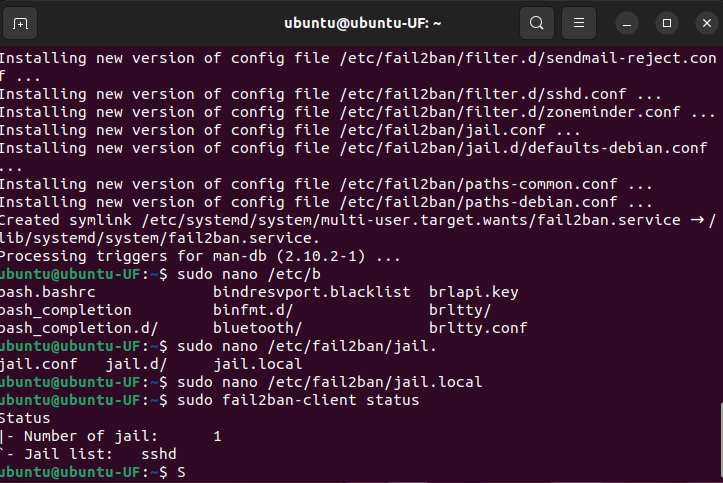 ubuntu@ubuntu-UF: ~
Installing new version of config file /etc/fail2ban/filter.d/sendmail-reject.con
f ...
Installing new version of config file /etc/fail2ban/filter.d/sshd.conf ...
Installing new version of config file /etc/fail2ban/filter.d/zoneminder.conf ...
Installing new version of config file /etc/fail2ban/jail.conf ...
Installing new version of config file /etc/fail2ban/jail.d/defaults-debian.conf
...
Installing new version of config file /etc/fail2ban/paths-common.conf ...
Installing new version of config file /etc/fail2ban/paths-debian.conf ...
Created symlink /etc/systemd/system/multi-user.target.wants/fail2ban.service → /
lib/systemd/system/fail2ban.service.
Processing triggers for man-db (2.10.2-1) ...
ubuntu@ubuntu-UF:~$ sudo nano /etc/b
bash.bashrc             bindresvport.blacklist  brlapi.key
bash_completion         binfmt.d/               brltty/
bash_completion.d/      bluetooth/              brltty.conf
ubuntu@ubuntu-UF:~$ sudo nano /etc/fail2ban/jail.
jail.conf   jail.d/     jail.local
ubuntu@ubuntu-UF:~$ sudo nano /etc/fail2ban/jail.local
ubuntu@ubuntu-UF:~$ sudo fail2ban-client status
Status
|- Number of jail:      1
`- Jail list:   sshd
ubuntu@ubuntu-UF:~$ S